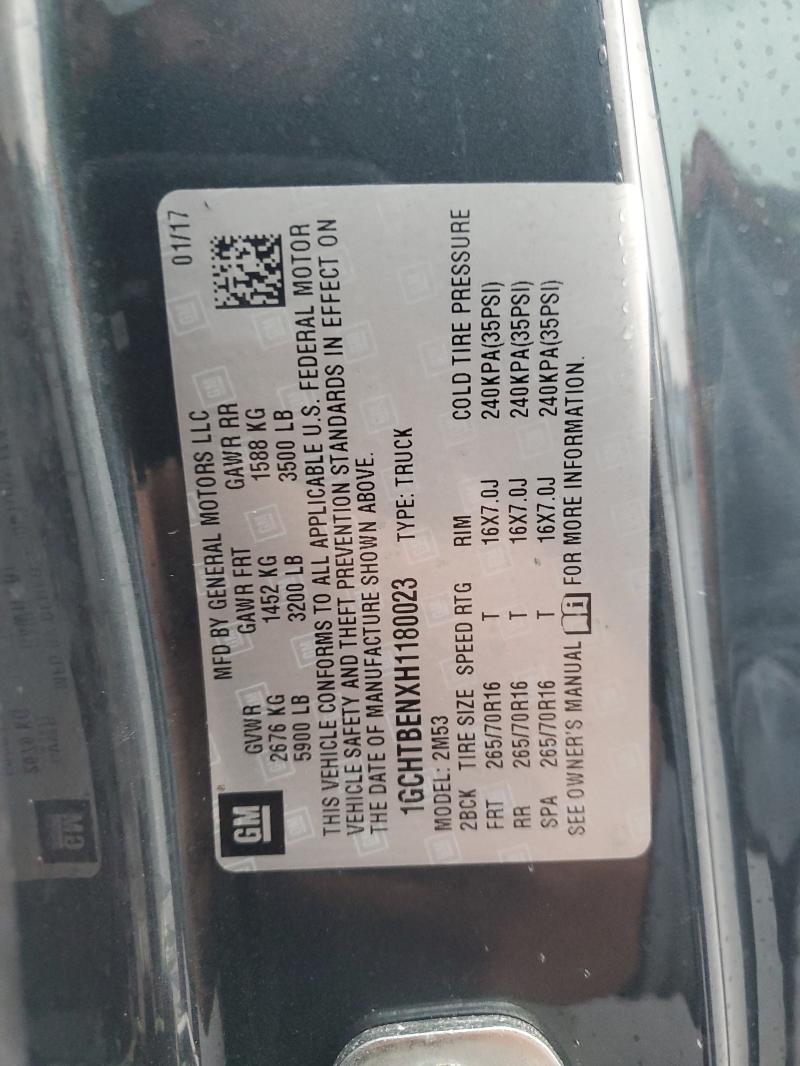 01/17
MFD BY GENERAL MOTORS LLC
GM
GVWR GAWR FRT GAWR RR
2676 KG 1452 KG 1588 KG
5900 LB 3200 LB 3500 LB
THIS VEHICLE CONFORMS TO ALL APPLICABLE U.S. FEDERAL MOTOR
VEHICLE SAFETY AND THEFT PREVENTION STANDARDS IN EFFECT ON
THE DATE OF MANUFACTURE SHOWN ABOVE.
1GCHTBENXH1180023 TYPE: TRUCK
MODEL: 2M53
2BCK TIRE SIZE SPEED RTG RIM COLD TIRE PRESSURE
FRT 265/70R16 T 16X7.0J 240KPA(35PSI)
RR 265/70R16 T 16X7.0J 240KPA(35PSI)
SPA 265/70R16 T 16X7.0J 240KPA(35PSI)
SEE OWNER'S MANUAL FOR MORE INFORMATION.